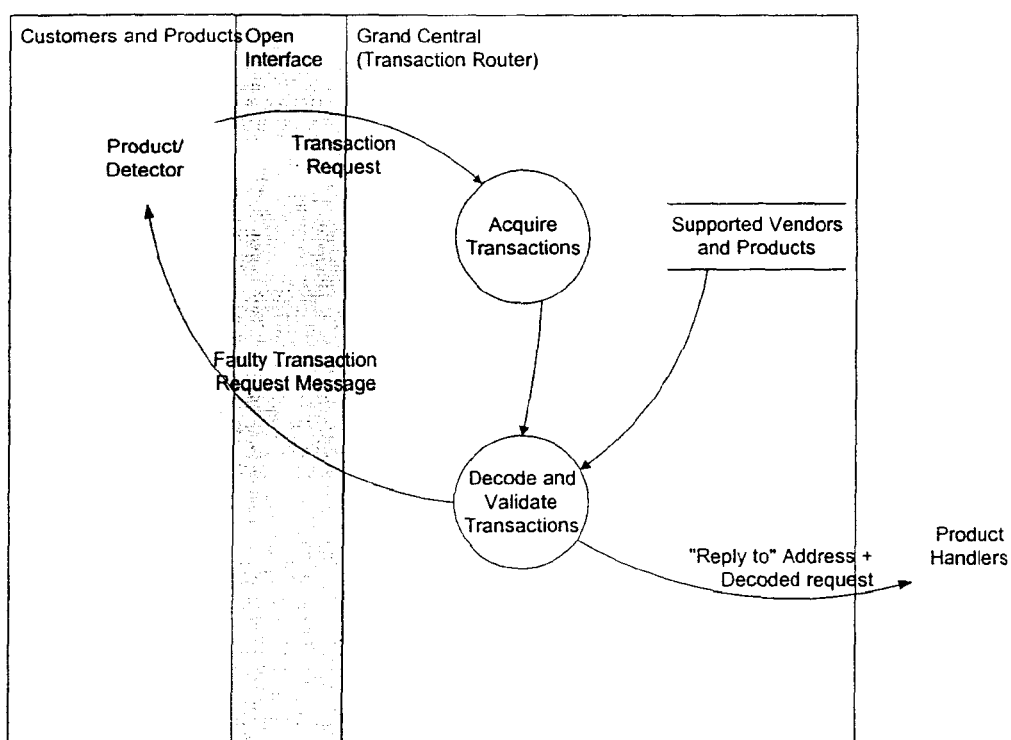 Customers and Products
Open
Interface
Grand Central
(Transaction Router)
Product/
Detector
Transaction
Request
Acquire
Transactions
Supported Vendors
and Products
Faulty Transaction
Request Message
Decode and
Validate
Transactions
"Reply to" Address +
Decoded request
Product
Handlers